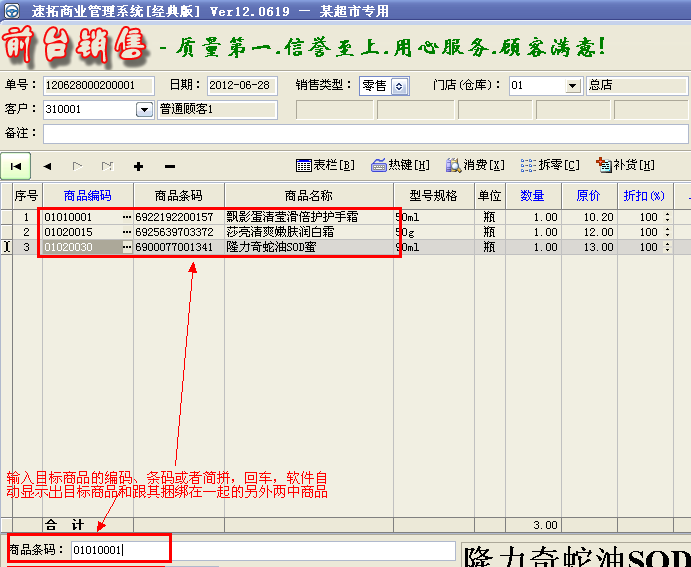 速拓商业管理系统[经典版] Ver12.0619 － 某超市专用
前台销售 - 质量第一.信誉至上.用心服务.顾客满意!
单号： 120628000200001 日期： 2012-06-28 销售类型： 零售 门店(仓库)： 01 总店
客户： 310001 普通顾客1
备注：
表栏[B] 热键[H] 消费[X] 拆零[C] 补货[H]
序号 商品编码 商品条码 商品名称 型号规格 单位 数量 原价 折扣(%)
1 01010001 6922192200157 飘影蛋清莹滑倍护护手霜 50ml 瓶 1.00 10.20 100
2 01020015 6925639703372 莎亮清爽嫩肤润白霜 50g 瓶 1.00 12.00 100
3 01020030 6900077001341 隆力奇蛇油SOD蜜 90ml 瓶 1.00 13.00 100
输入目标商品的编码、条码或者简拼，回车，软件自
动显示出目标商品和跟其捆绑在一起的另外两中商品
合 计 3.00
商品条码： 01010001
隆力奇蛇油SOD